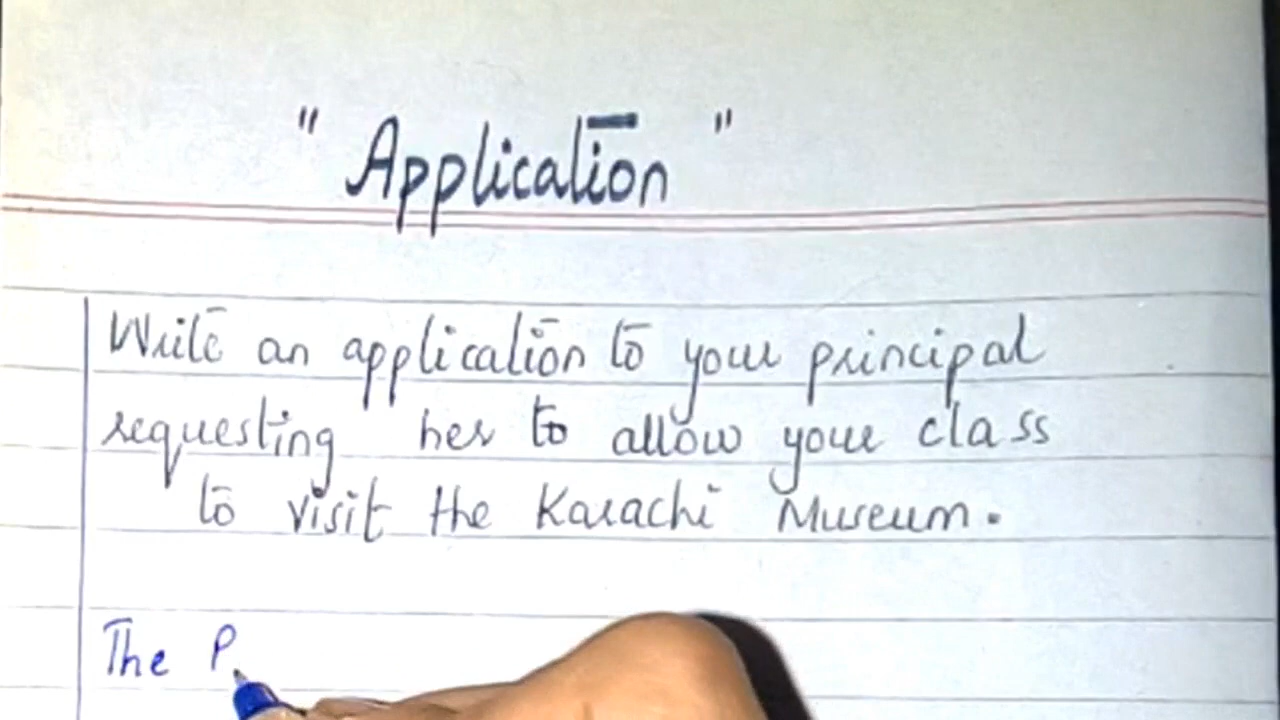 " Application "
Write an application to your principal
requesting her to allow your class
to visit the Karachi Museum.
The P